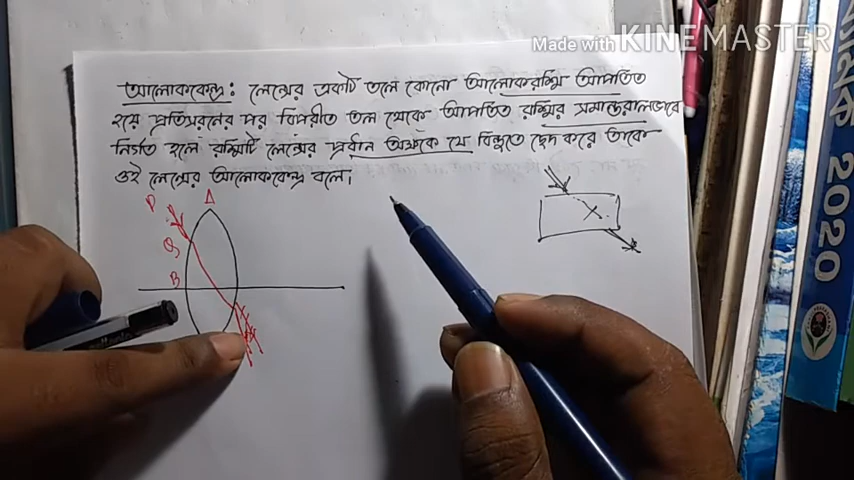 Made with KINEMASTER
আলোককেন্দ্র : লেন্সের একটি তলে কোনো আলোকরশ্মি আপতিত
হয়ে প্রতিসরনের পর বিপরীত তল থেকে আপতিত রশ্মির সমান্তরালভাবে
নির্গত হলে রশ্মিটি লেন্সের প্রধান অক্ষকে যে বিন্দুতে ছেদ করে তাকে
ওই লেন্সের আলোককেন্দ্র বলে।
P
A
Q
B
2020